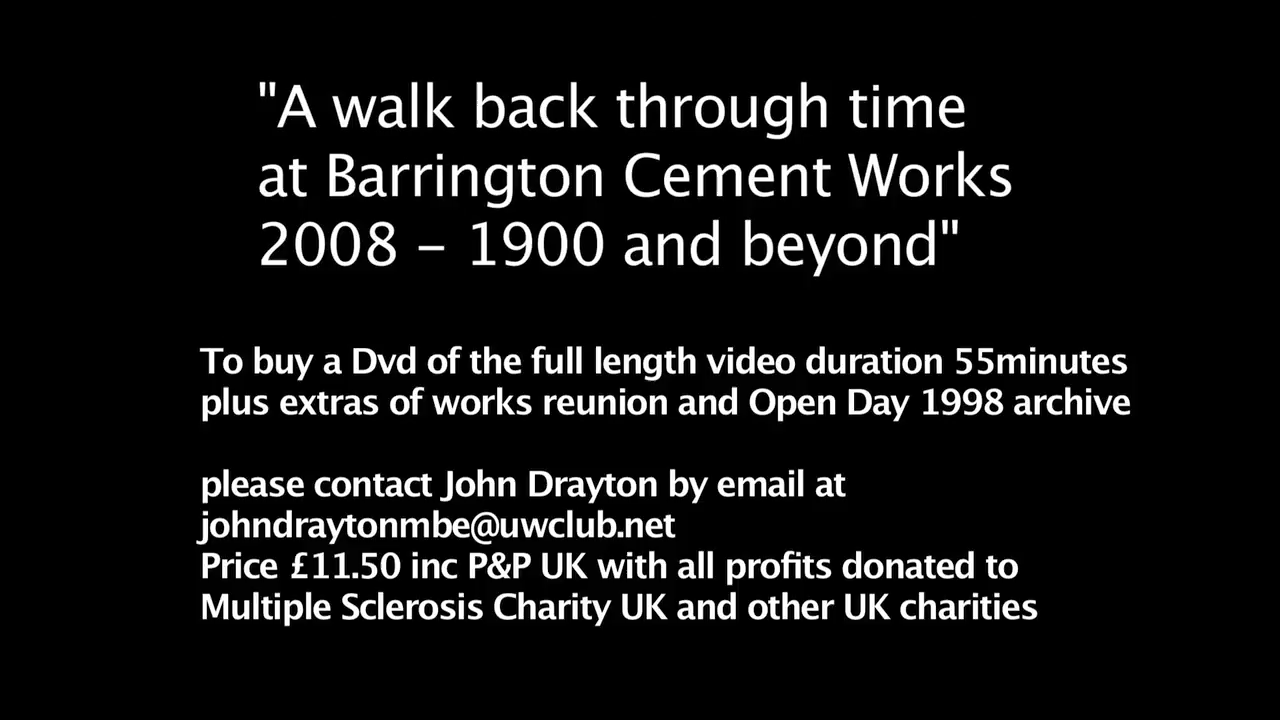 "A walk back through time
at Barrington Cement Works
2008 – 1900 and beyond"
To buy a Dvd of the full length video duration 55minutes
plus extras of works reunion and Open Day 1998 archive
please contact John Drayton by email at
johndraytonmbe@uwclub.net
Price £11.50 inc P&P UK with all profits donated to
Multiple Sclerosis Charity UK and other UK charities